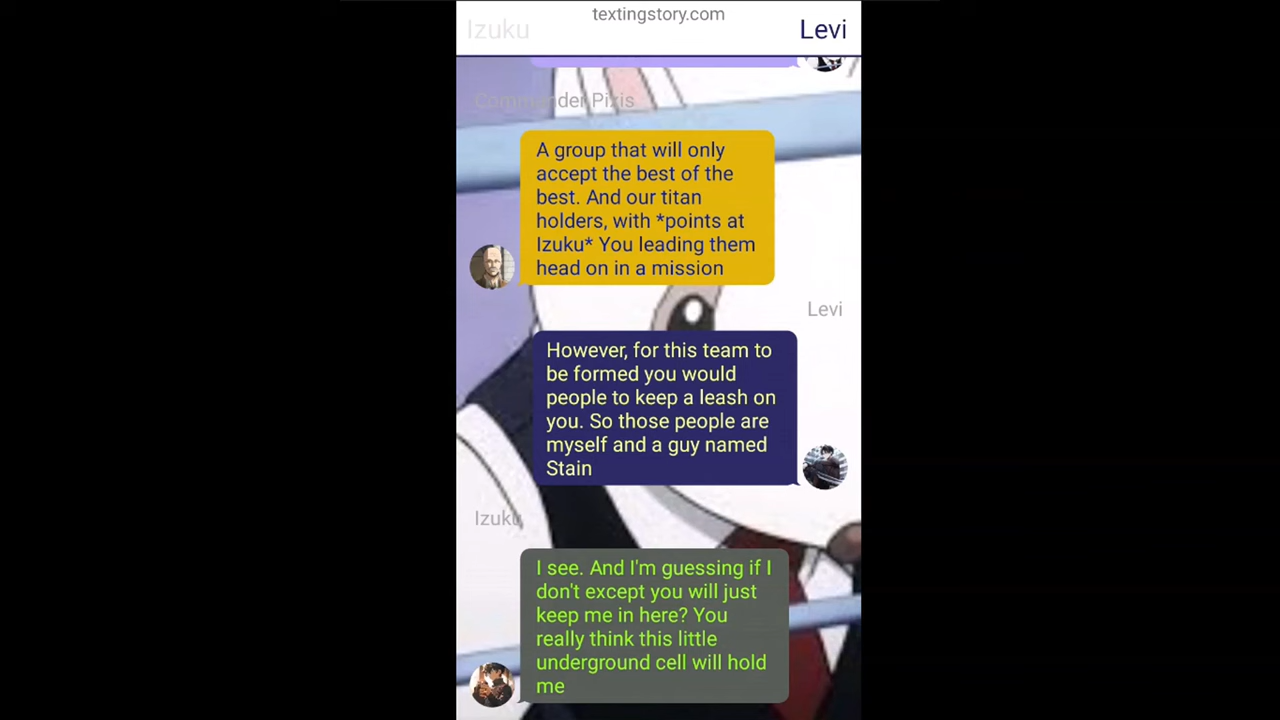 textingstory.com
Izuku
Levi
Commander Pixis
A group that will only
accept the best of the
best. And our titan
holders, with *points at
Izuku* You leading them
head on in a mission
Levi
However, for this team to
be formed you would
people to keep a leash on
you. So those people are
myself and a guy named
Stain
Izuku
I see. And I'm guessing if I
don't except you will just
keep me in here? You
really think this little
underground cell will hold
me